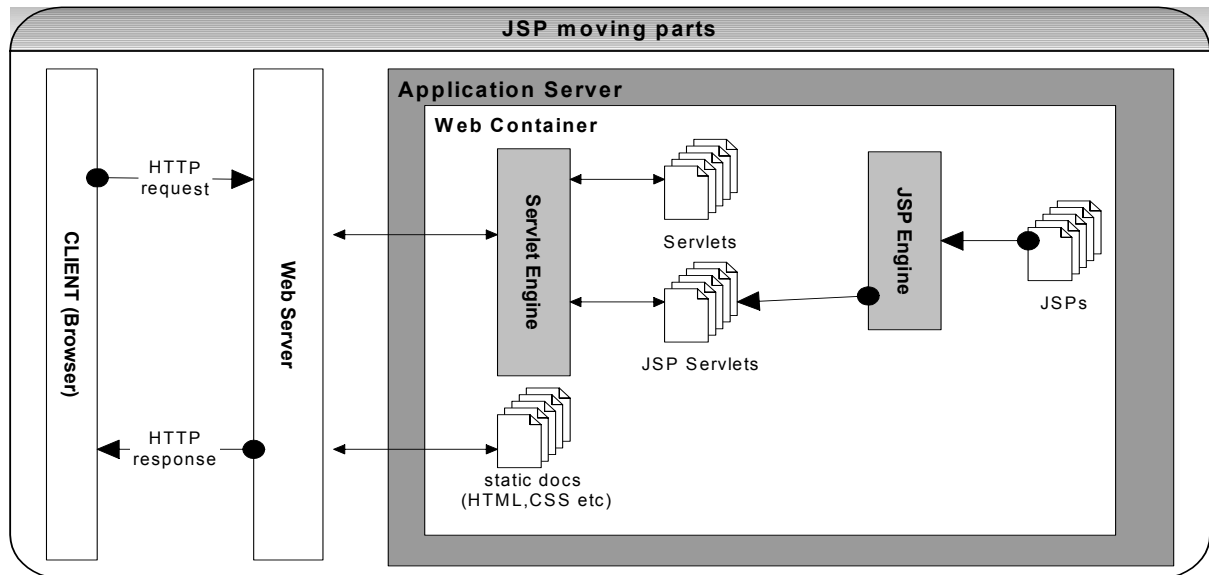 JSP moving parts
CLIENT (Browser)
HTTP
request
HTTP
response
Web Server
Application Server
Web Container
Servlet Engine
Servlets
JSP Servlets
static docs
(HTML,CSS etc)
JSP Engine
JSPs